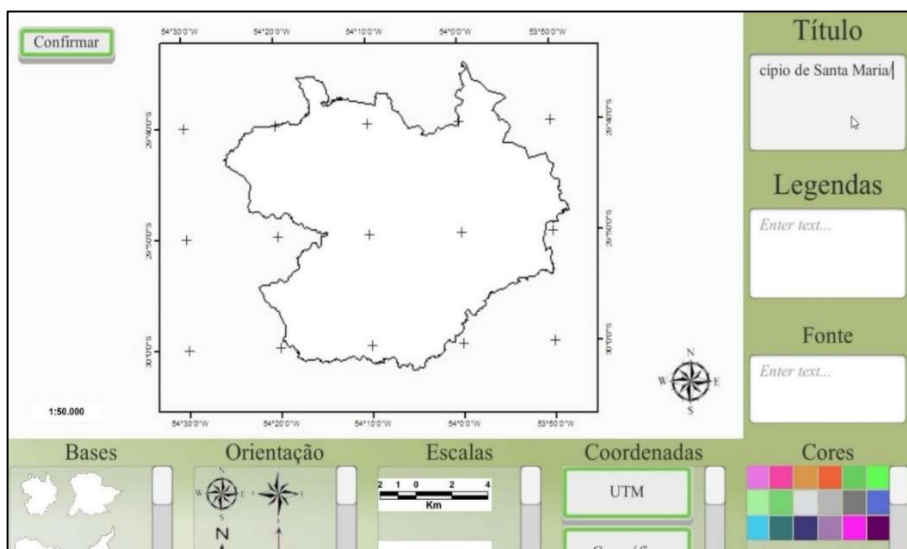 Confirmar
54°30'0"W 54°20'0"W 54°10'0"W 54°0'0"W 53°50'0"W
29°40'0"S 29°40'0"S
29°50'0"S 29°50'0"S
30°0'0"S 30°0'0"S
54°30'0"W 54°20'0"W 54°10'0"W 54°0'0"W 53°50'0"W
1:50.000
N
W E
S
Título
cípio de Santa Maria/
Legendas
Enter text...
Fonte
Enter text...
Bases
Orientação
N
W
S
N
Escalas
2 1 0 2 4
Km
Coordenadas
UTM
Cores